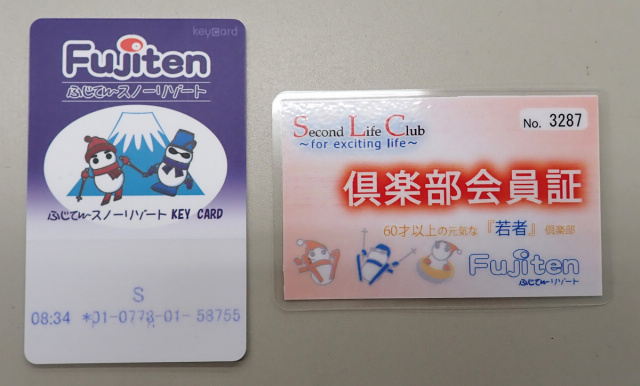 keycard
Fujiten
ふじてんスノーリゾート
ふじてんスノーリゾート KEY CARD
S
08:34 *01-0778-01- 58755
Second Life Club
No. 3287
~for exciting life~
倶楽部会員証
60才以上の元気な『若者』倶楽部
Fujiten
ふじてんリゾート